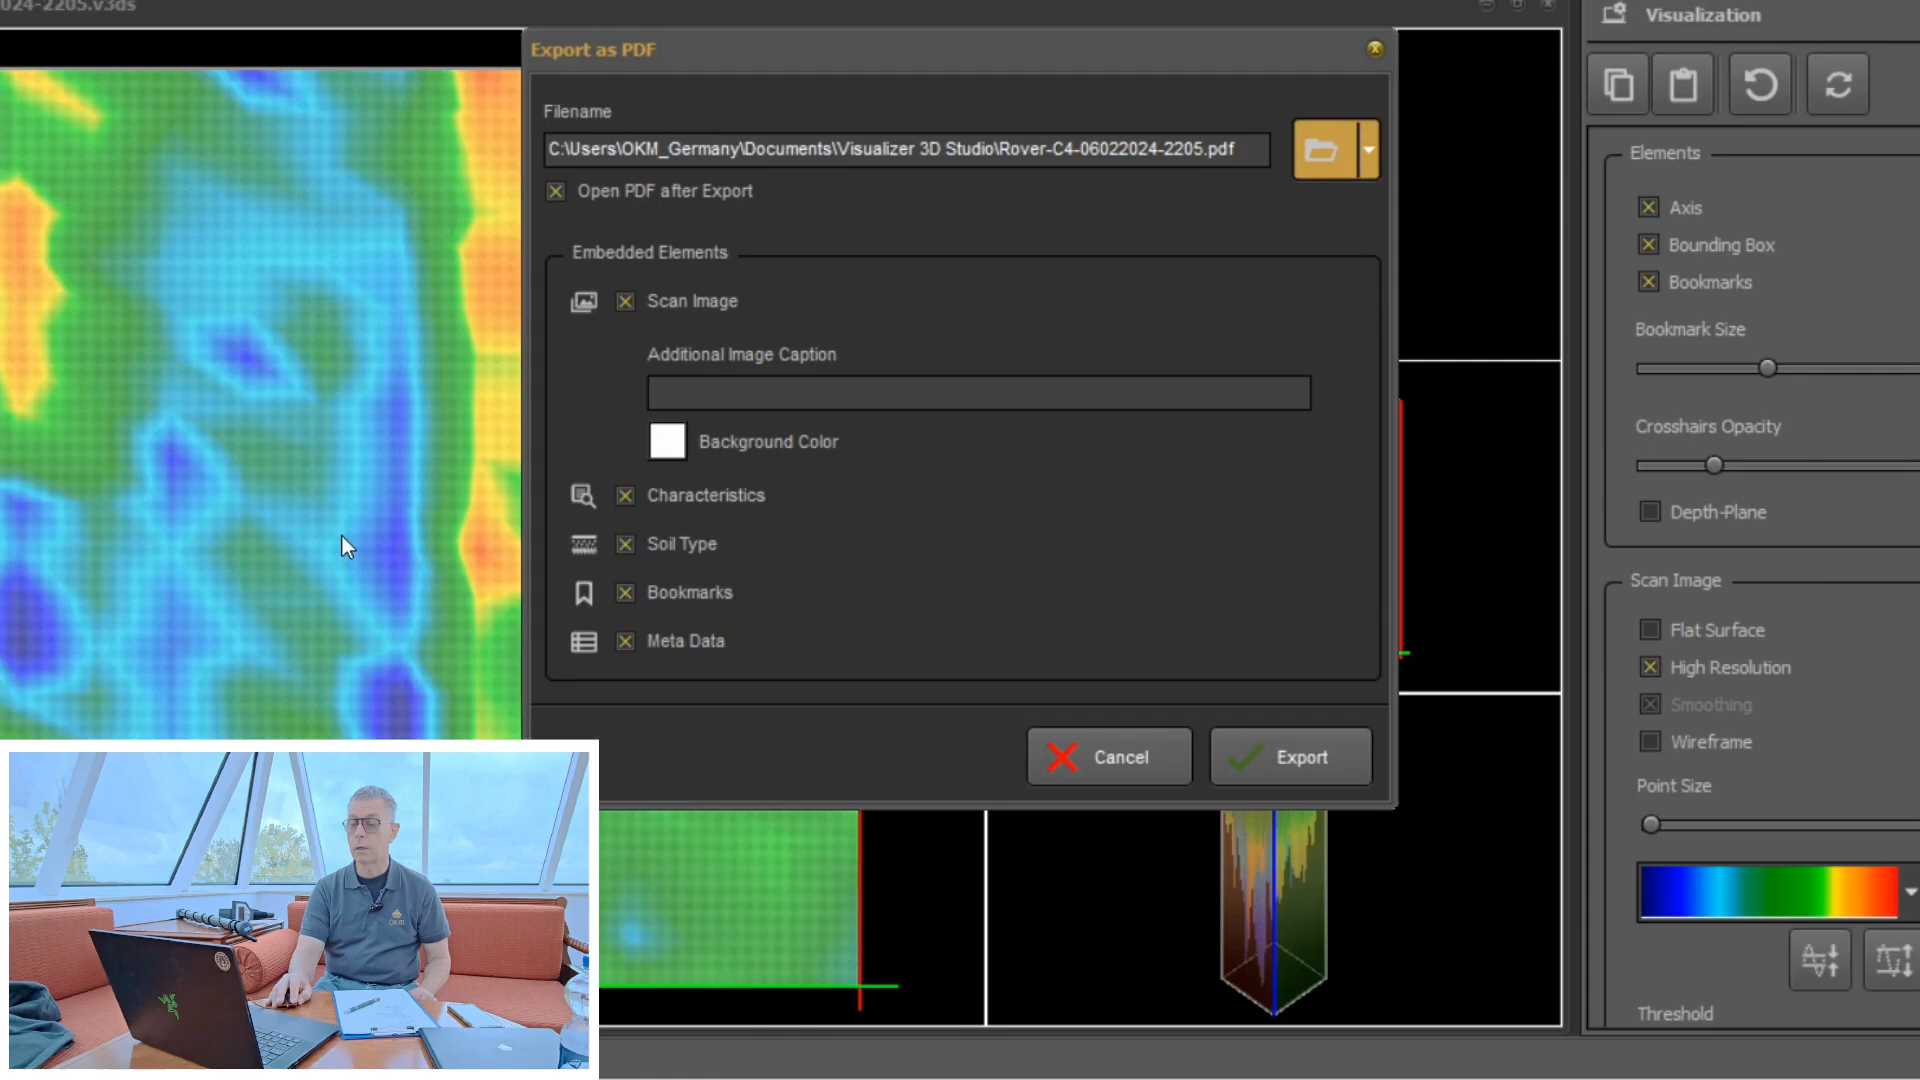 024-2205.v3ds
Export as PDF
Filename
C:\Users\OKM_Germany\Documents\Visualizer 3D Studio\Rover-C4-06022024-2205.pdf
Open PDF after Export
Embedded Elements
Scan Image
Additional Image Caption
Background Color
Characteristics
Soil Type
Bookmarks
Meta Data
Cancel
Export
Visualization
Elements
Axis
Bounding Box
Bookmarks
Bookmark Size
Crosshairs Opacity
Depth-Plane
Scan Image
Flat Surface
High Resolution
Smoothing
Wireframe
Point Size
Threshold